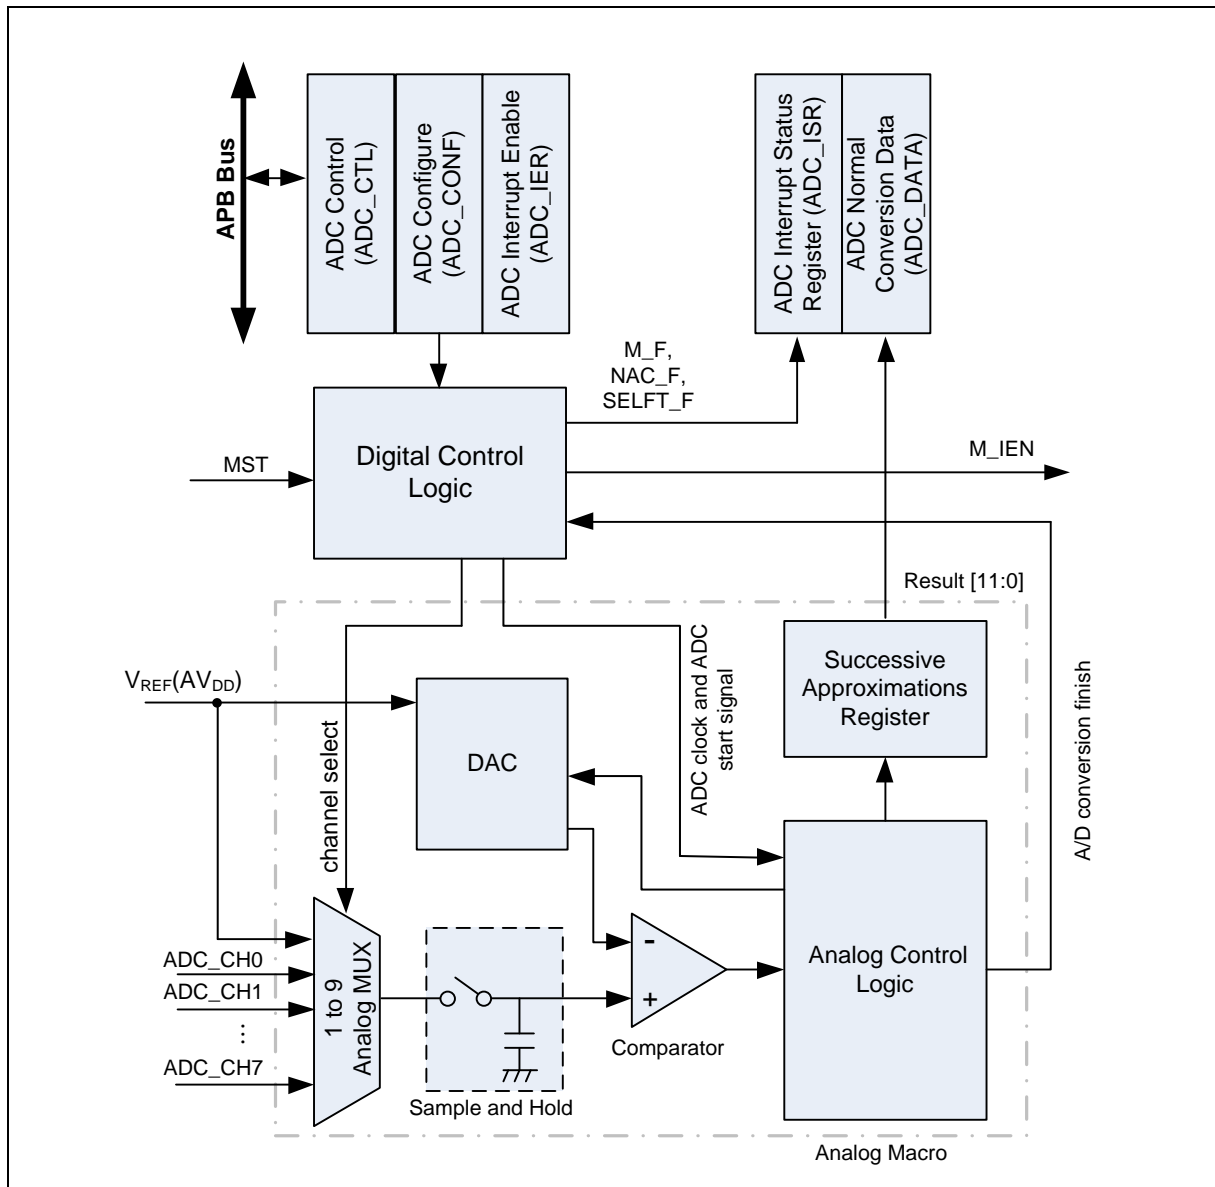 APB Bus
ADC Control
(ADC_CTL)
ADC Configure
(ADC_CONF)
ADC Interrupt Enable
(ADC_IER)
ADC Interrupt Status
Register (ADC_ISR)
ADC Normal
Conversion Data
(ADC_DATA)
M_F,
NAC_F,
SELFT_F
MST
Digital Control
Logic
M_IEN
Result [11:0]
VREF(AVDD)
channel select
DAC
ADC clock and ADC
start signal
Successive
Approximations
Register
A/D conversion finish
ADC_CH0
ADC_CH1
...
ADC_CH7
1 to 9
Analog MUX
Sample and Hold
-
+
Comparator
Analog Control
Logic
Analog Macro